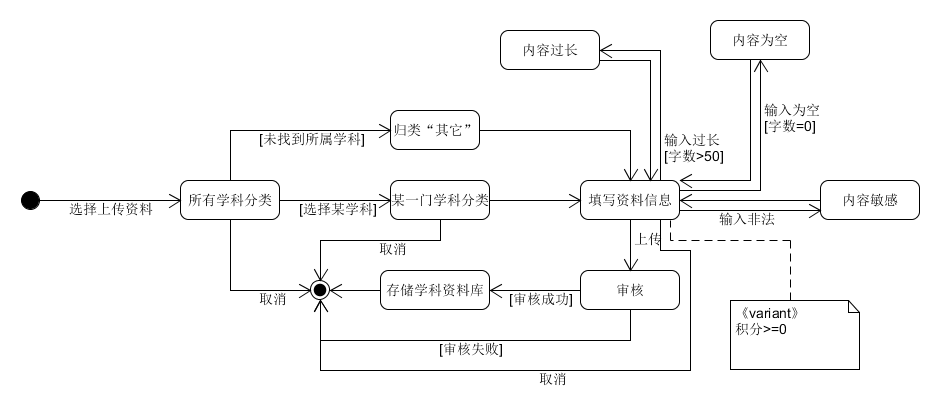 内容过长
内容为空
输入为空
[字数=0]
输入过长
[字数>50]
归类“其它”
[未找到所属学科]
选择上传资料
所有学科分类
[选择某学科]
某一门学科分类
填写资料信息
内容敏感
输入非法
取消
上传
取消
存储学科资料库
[审核成功]
审核
《variant》
积分>=0
[审核失败]
取消